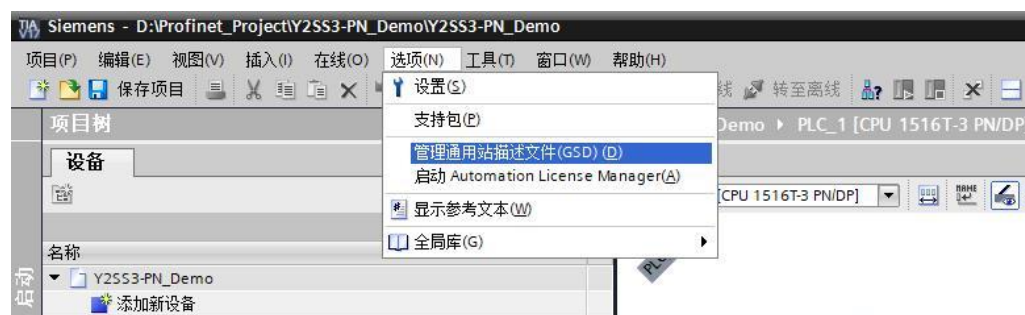 Siemens - D:\Profinet_Project\Y2SS3-PN_Demo\Y2SS3-PN_Demo
项目(P) 编辑(E) 视图(V) 插入(I) 在线(O) 选项(N) 工具(T) 窗口(W) 帮助(H)
保存项目 线 转至离线
设置(S)
支持包(P)
管理通用站描述文件(GSD) (D)
启动 Automation License Manager(A)
显示参考文本(W)
全局库(G)
项目树
Demo PLC_1 [CPU 1516T-3 PN/DP
设备
[CPU 1516T-3 PN/DP]
名称
Y2SS3-PN_Demo
添加新设备
启动